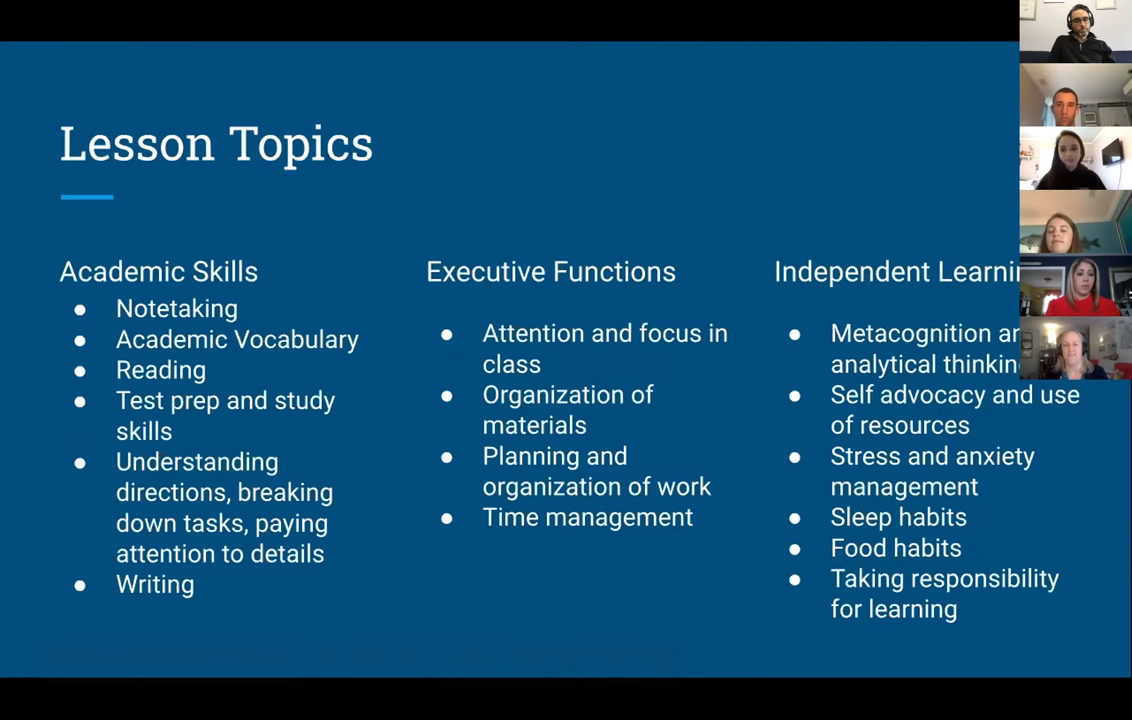 Lesson Topics
Academic Skills
● Notetaking
● Academic Vocabulary
● Reading
● Test prep and study
skills
● Understanding
directions, breaking
down tasks, paying
attention to details
● Writing
Executive Functions
● Attention and focus in
class
● Organization of
materials
● Planning and
organization of work
● Time management
Independent
● Metacognition
analytical
● Self advocacy and use
of resources
● Stress and anxiety
management
● Sleep habits
● Food habits
● Taking responsibility
for learning